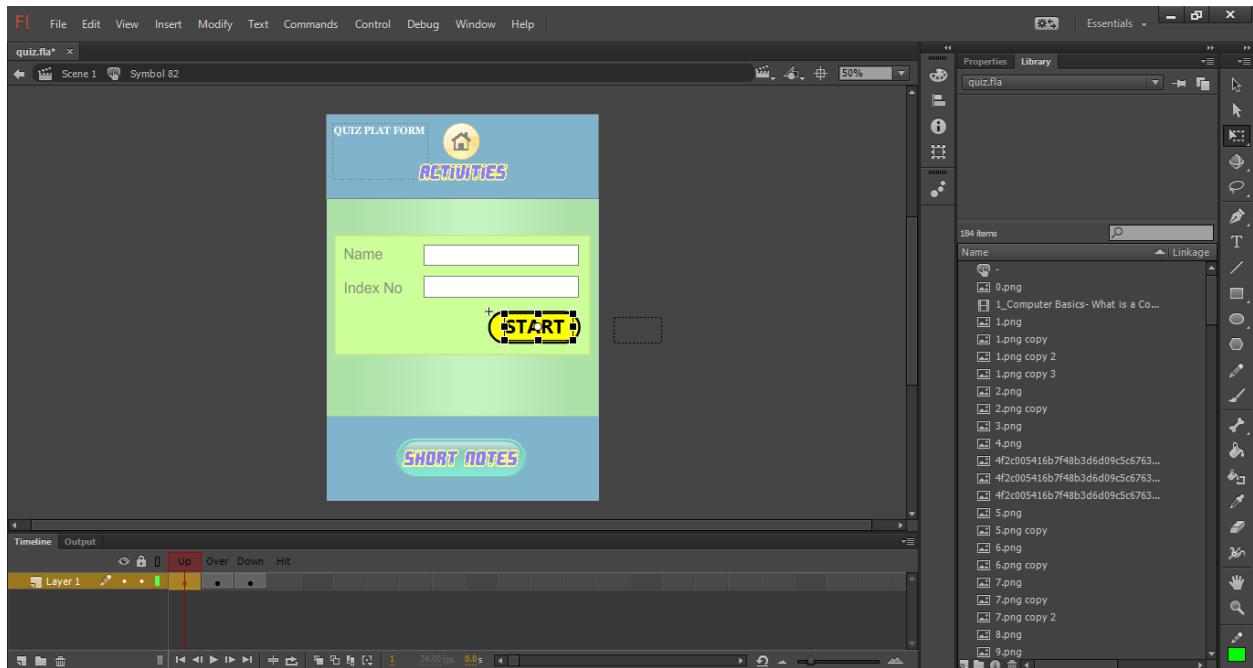 Fl File Edit View Insert Modify Text Commands Control Debug Window Help Essentials
quiz.fla* ×
Scene 1 Symbol 82 50%
Properties Library
quiz.fla
QUIZ PLAT FORM
ACTIVITIES
Name
Index No
START
SHORT NOTES
184 items
Name Linkage
-
0.png
1_Computer Basics- What is a Co...
1.png
1.png copy
1.png copy 2
1.png copy 3
2.png
2.png copy
3.png
4.png
4f2c005416b7f48b3d6d09c5c6763...
4f2c005416b7f48b3d6d09c5c6763...
4f2c005416b7f48b3d6d09c5c6763...
5.png
5.png copy
6.png
6.png copy
7.png
7.png copy
7.png copy 2
8.png
9.png
Timeline Output
Up Over Down Hit
Layer 1
1 24.00 fps 0.0 s